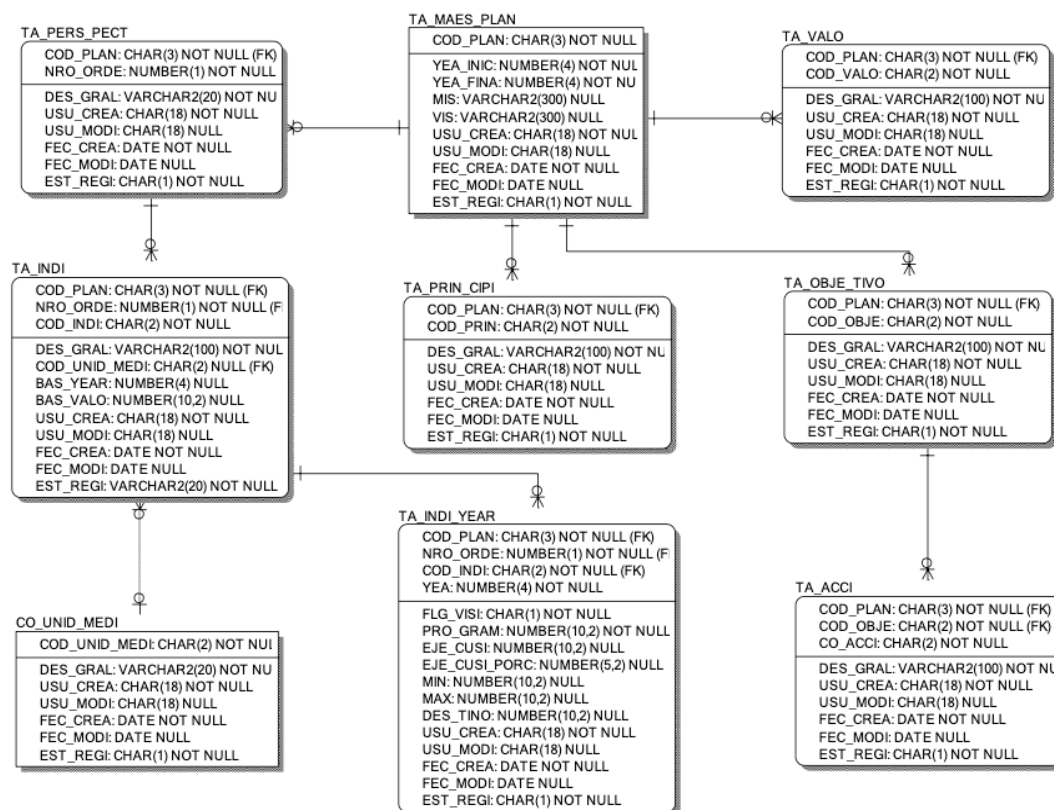 TA_PERS_PECT
COD_PLAN: CHAR(3) NOT NULL (FK)
NRO_ORDE: NUMBER(1) NOT NULL
DES_GRAL: VARCHAR2(20) NOT NU
USU_CREA: CHAR(18) NOT NULL
USU_MODI: CHAR(18) NULL
FEC_CREA: DATE NOT NULL
FEC_MODI: DATE NULL
EST_REGI: CHAR(1) NOT NULL
TA_MAES_PLAN
COD_PLAN: CHAR(3) NOT NULL
YEA_INIC: NUMBER(4) NOT NUL
YEA_FINA: NUMBER(4) NOT NU
MIS: VARCHAR2(300) NULL
VIS: VARCHAR2(300) NULL
USU_CREA: CHAR(18) NOT NUL
USU_MODI: CHAR(18) NULL
FEC_CREA: DATE NOT NULL
FEC_MODI: DATE NULL
EST_REGI: CHAR(1) NOT NULL
TA_VALO
COD_PLAN: CHAR(3) NOT NULL (FK)
COD_VALO: CHAR(2) NOT NULL
DES_GRAL: VARCHAR2(100) NOT NU
USU_CREA: CHAR(18) NOT NULL
USU_MODI: CHAR(18) NULL
FEC_CREA: DATE NOT NULL
FEC_MODI: DATE NULL
EST_REGI: CHAR(1) NOT NULL
TA_INDI
COD_PLAN: CHAR(3) NOT NULL (FK)
NRO_ORDE: NUMBER(1) NOT NULL (F
COD_INDI: CHAR(2) NOT NULL
DES_GRAL: VARCHAR2(100) NOT NUL
COD_UNID_MEDI: CHAR(2) NULL (FK)
BAS_YEAR: NUMBER(4) NULL
BAS_VALO: NUMBER(10,2) NULL
USU_CREA: CHAR(18) NOT NULL
USU_MODI: CHAR(18) NULL
FEC_CREA: DATE NOT NULL
FEC_MODI: DATE NULL
EST_REGI: VARCHAR2(20) NOT NULL
TA_PRIN_CIPI
COD_PLAN: CHAR(3) NOT NULL (FK)
COD_PRIN: CHAR(2) NOT NULL
DES_GRAL: VARCHAR2(100) NOT NU
USU_CREA: CHAR(18) NOT NULL
USU_MODI: CHAR(18) NULL
FEC_CREA: DATE NOT NULL
FEC_MODI: DATE NULL
EST_REGI: CHAR(1) NOT NULL
TA_OBJE_TIVO
COD_PLAN: CHAR(3) NOT NULL (FK)
COD_OBJE: CHAR(2) NOT NULL
DES_GRAL: VARCHAR2(100) NOT NUL
USU_CREA: CHAR(18) NOT NULL
USU_MODI: CHAR(18) NULL
FEC_CREA: DATE NOT NULL
FEC_MODI: DATE NULL
EST_REGI: CHAR(1) NOT NULL
CO_UNID_MEDI
COD_UNID_MEDI: CHAR(2) NOT NUL
DES_GRAL: VARCHAR2(20) NOT NU
USU_CREA: CHAR(18) NOT NULL
USU_MODI: CHAR(18) NULL
FEC_CREA: DATE NOT NULL
FEC_MODI: DATE NULL
EST_REGI: CHAR(1) NOT NULL
TA_INDI_YEAR
COD_PLAN: CHAR(3) NOT NULL (FK)
NRO_ORDE: NUMBER(1) NOT NULL (F
COD_INDI: CHAR(2) NOT NULL (FK)
YEA: NUMBER(4) NOT NULL
FLG_VISI: CHAR(1) NOT NULL
PRO_GRAM: NUMBER(10,2) NOT NULL
EJE_CUSI: NUMBER(10,2) NULL
EJE_CUSI_PORC: NUMBER(5,2) NULL
MIN: NUMBER(10,2) NULL
MAX: NUMBER(10,2) NULL
DES_TINO: NUMBER(10,2) NULL
USU_CREA: CHAR(18) NOT NULL
USU_MODI: CHAR(18) NULL
FEC_CREA: DATE NOT NULL
FEC_MODI: DATE NULL
EST_REGI: CHAR(1) NOT NULL
TA_ACCI
COD_PLAN: CHAR(3) NOT NULL (FK)
COD_OBJE: CHAR(2) NOT NULL (FK)
CO_ACCI: CHAR(2) NOT NULL
DES_GRAL: VARCHAR2(100) NOT NU
USU_CREA: CHAR(18) NOT NULL
USU_MODI: CHAR(18) NULL
FEC_CREA: DATE NOT NULL
FEC_MODI: DATE NULL
EST_REGI: CHAR(1) NOT NULL